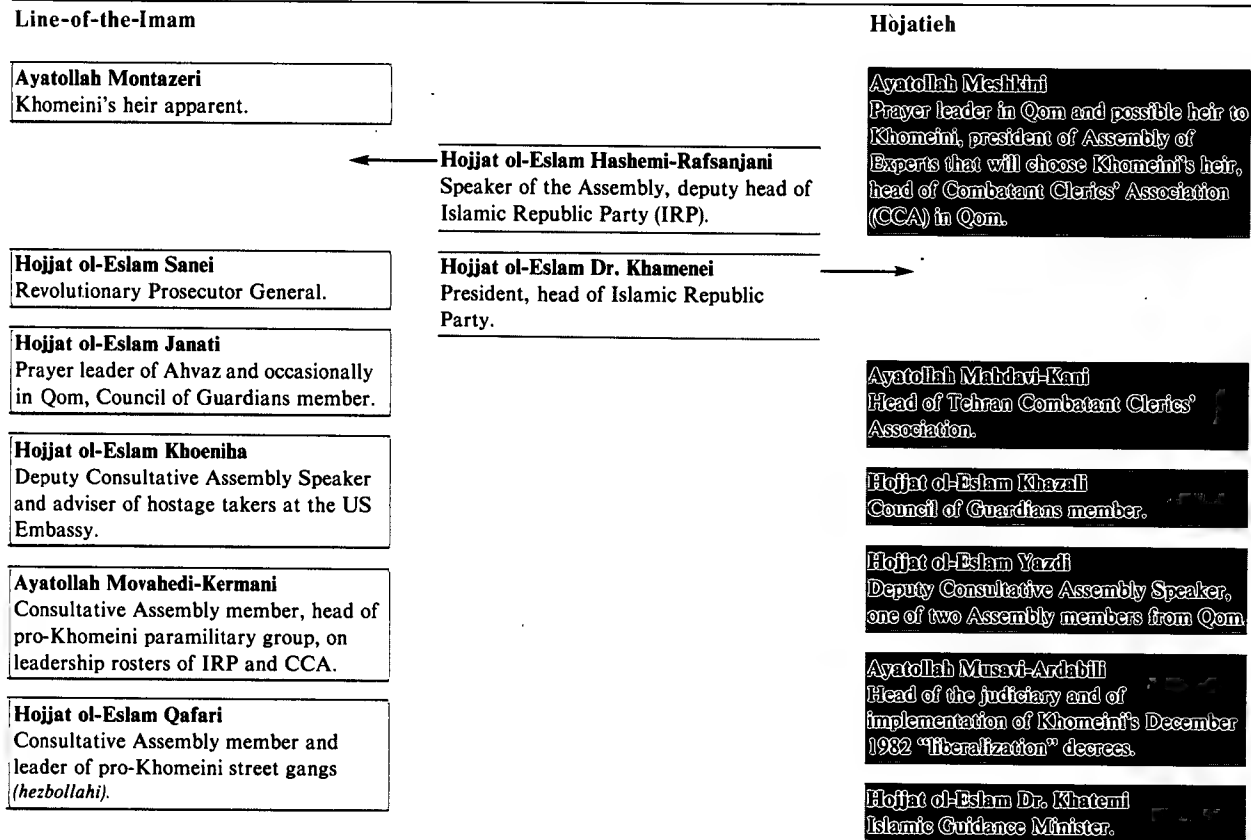 Line-of-the-Imam
Ayatollah Montazeri
Khomeini's heir apparent.
Hojjat ol-Eslam Sanei
Revolutionary Prosecutor General.
Hojjat ol-Eslam Janati
Prayer leader of Ahvaz and occasionally
in Qom, Council of Guardians member.
Hojjat ol-Eslam Khoeniha
Deputy Consultative Assembly Speaker
and adviser of hostage takers at the US
Embassy.
Ayatollah Movahedi-Kermani
Consultative Assembly member, head of
pro-Khomeini paramilitary group, on
leadership rosters of IRP and CCA.
Hojjat ol-Eslam Qafari
Consultative Assembly member and
leader of pro-Khomeini street gangs
(hezbollahi).
Hojjat ol-Eslam Hashemi-Rafsanjani
Speaker of the Assembly, deputy head of
Islamic Republic Party (IRP).
Hojjat ol-Eslam Dr. Khamenei
President, head of Islamic Republic
Party.
Hojatieh
Ayatollah Meshkini
Prayer leader in Qom and possible heir to
Khomeini, president of Assembly of
Experts that will choose Khomeini's heir,
head of Combatant Clerics' Association
(CCA) in Qom.
Ayatollah Mahdavi-Kani
Head of Tehran Combatant Clerics'
Association.
Hojjat ol-Eslam Khazali
Council of Guardians member.
Hojjat ol-Eslam Yazdi
Deputy Consultative Assembly Speaker,
one of two Assembly members from Qom
Ayatollah Musavi-Ardabili
Head of the judiciary and of
implementation of Khomeini's December
1982 "liberalization" decrees.
Hojjat ol-Eslam Dr. Khatemi
Islamic Guidance Minister.